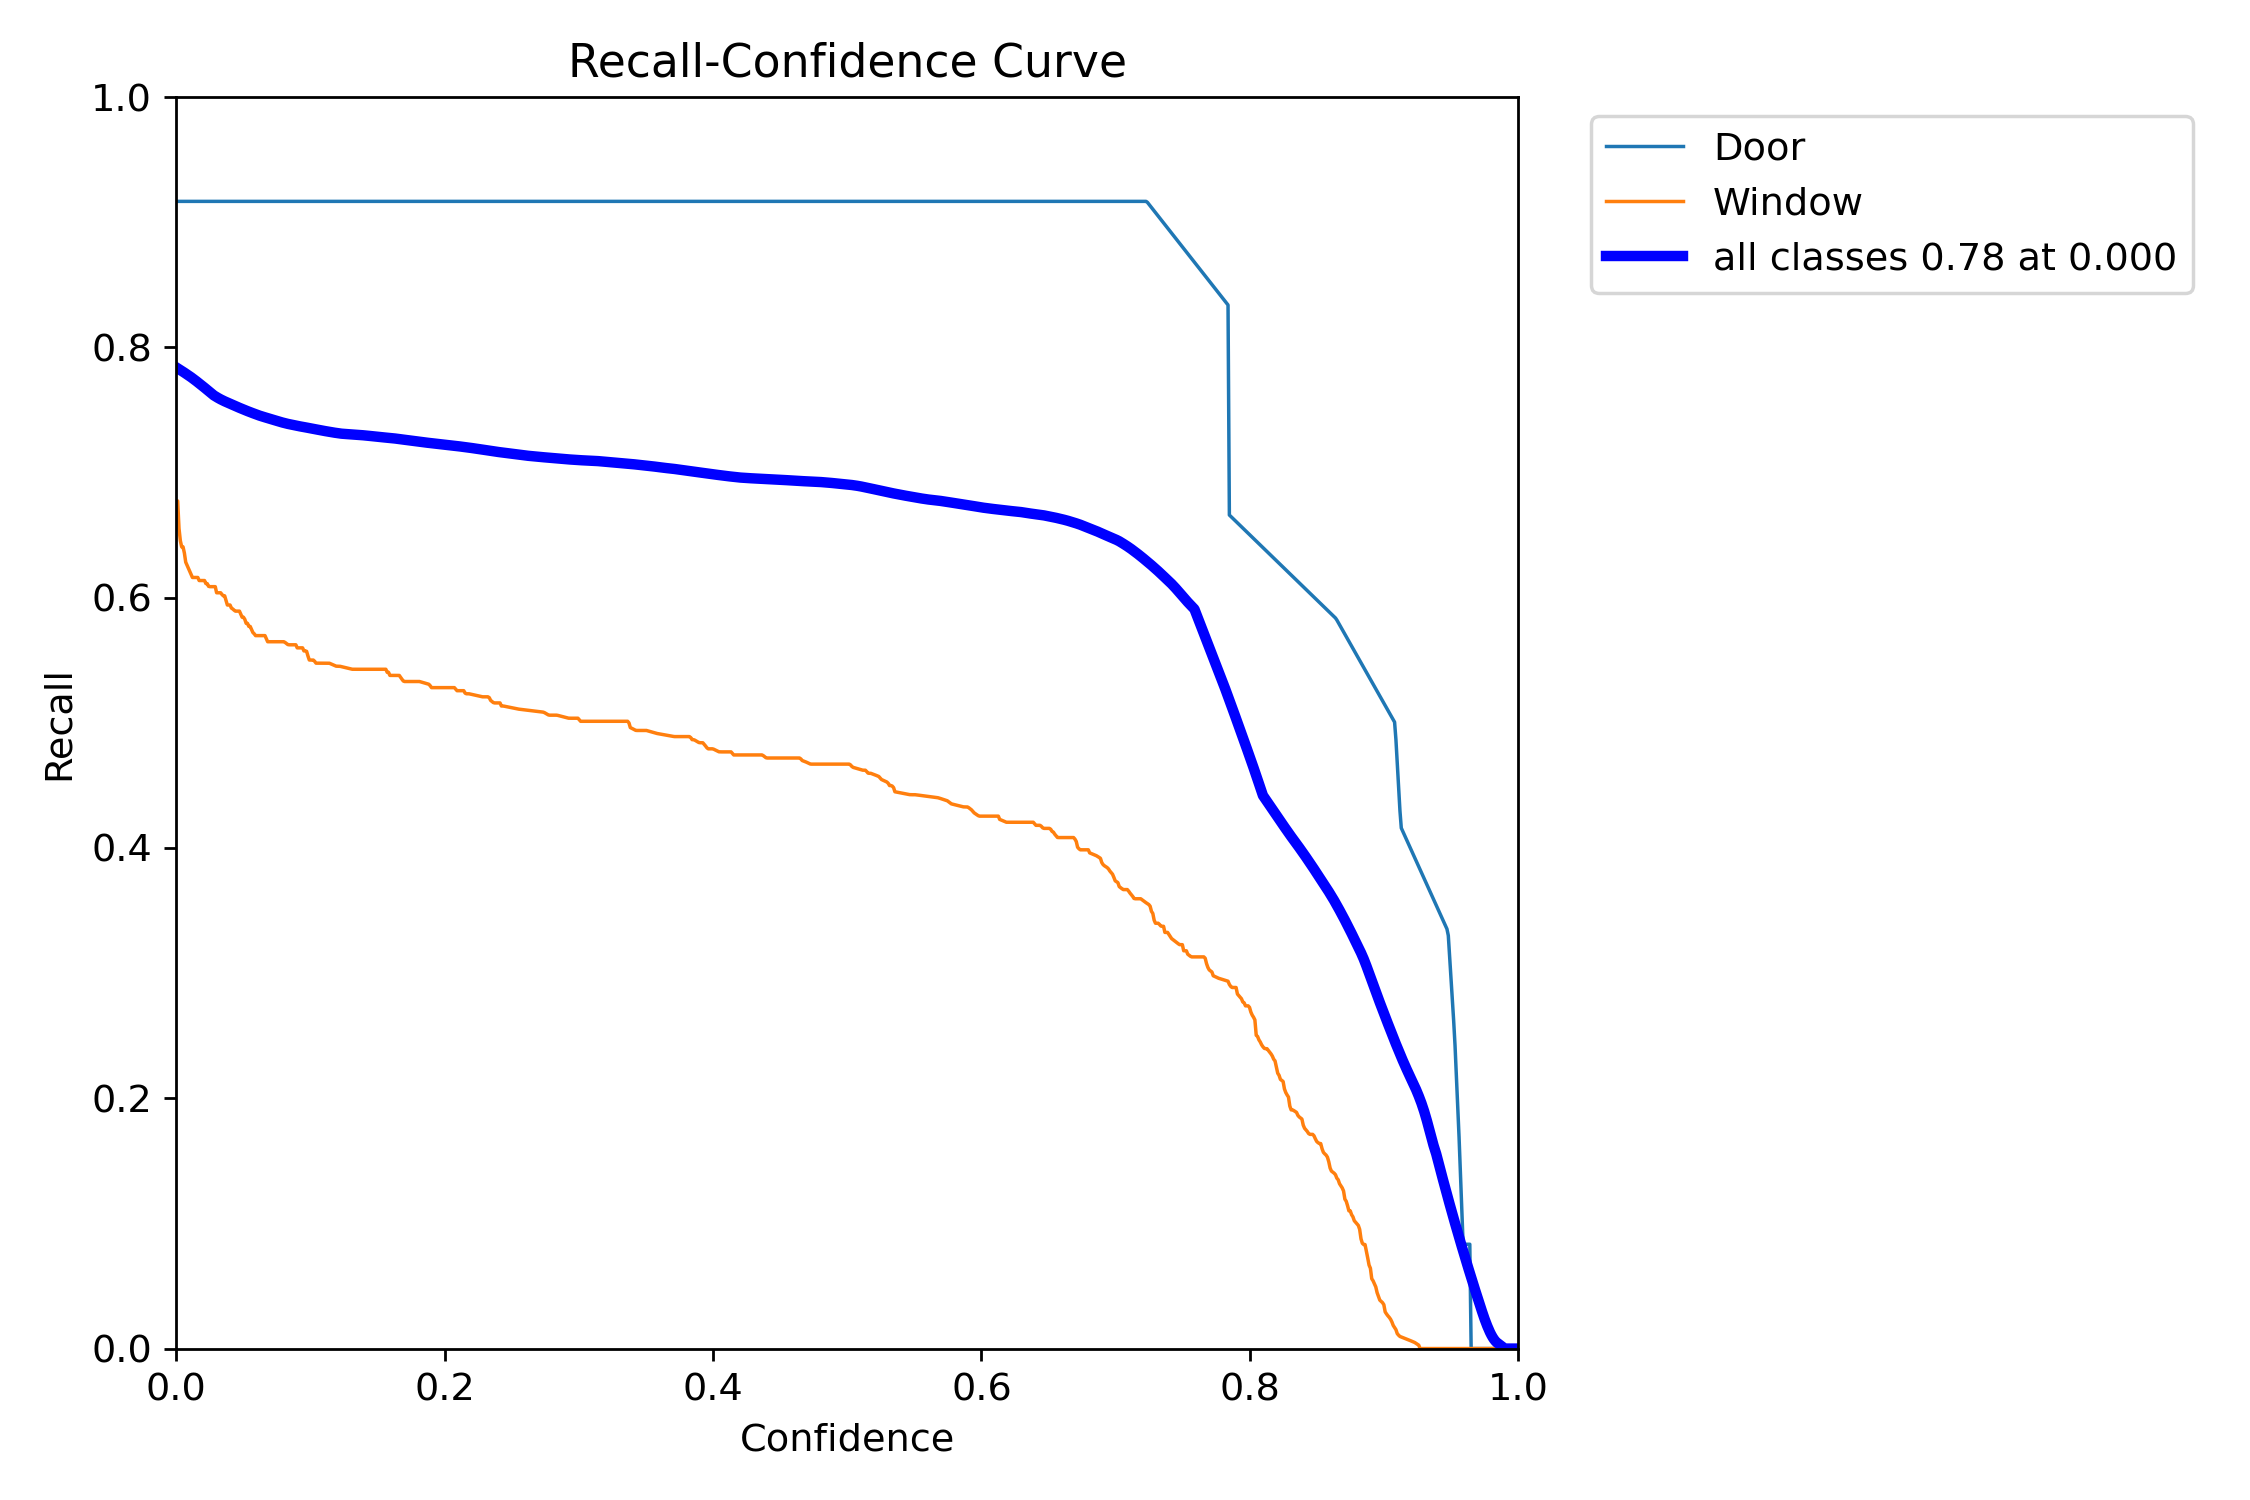 Recall-Confidence Curve
1.0
0.8
0.6
0.4
0.2
0.0
Recall
0.0 0.2 0.4 0.6 0.8 1.0
Confidence
Door
Window
all classes 0.78 at 0.000